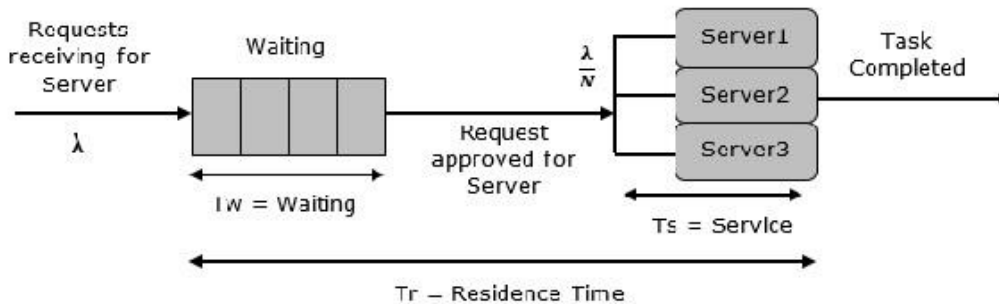 Requests
receiving for
Server
λ
Waiting
Tw = Waiting
Request
approved for
Server
λ
N
Server1
Server2
Server3
Ts = Service
Task
Completed
Tr – Residence Time